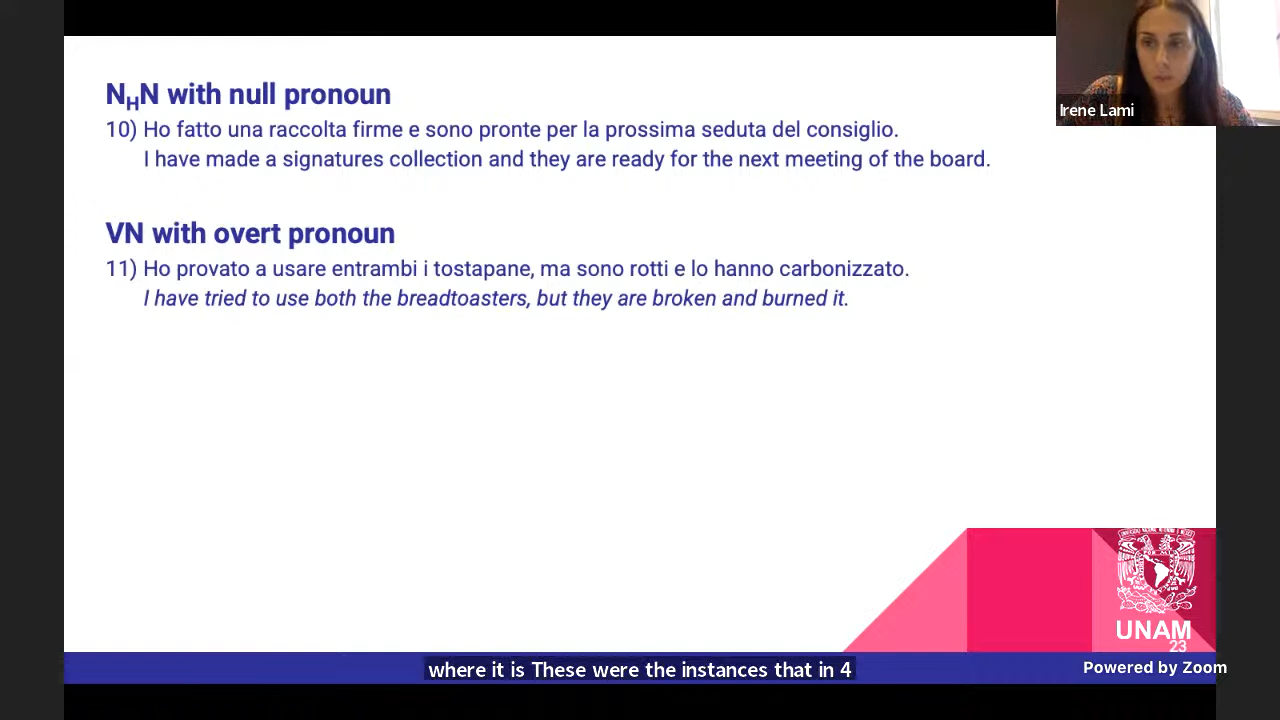 NHN with null pronoun
10) Ho fatto una raccolta firme e sono pronte per la prossima seduta del consiglio.
I have made a signatures collection and they are ready for the next meeting of the board.
VN with overt pronoun
11) Ho provato a usare entrambi i tostapane, ma sono rotti e lo hanno carbonizzato.
I have tried to use both the breadtoasters, but they are broken and burned it.
Irene Lami
UNAM
23
where it is These were the instances that in 4
Powered by Zoom